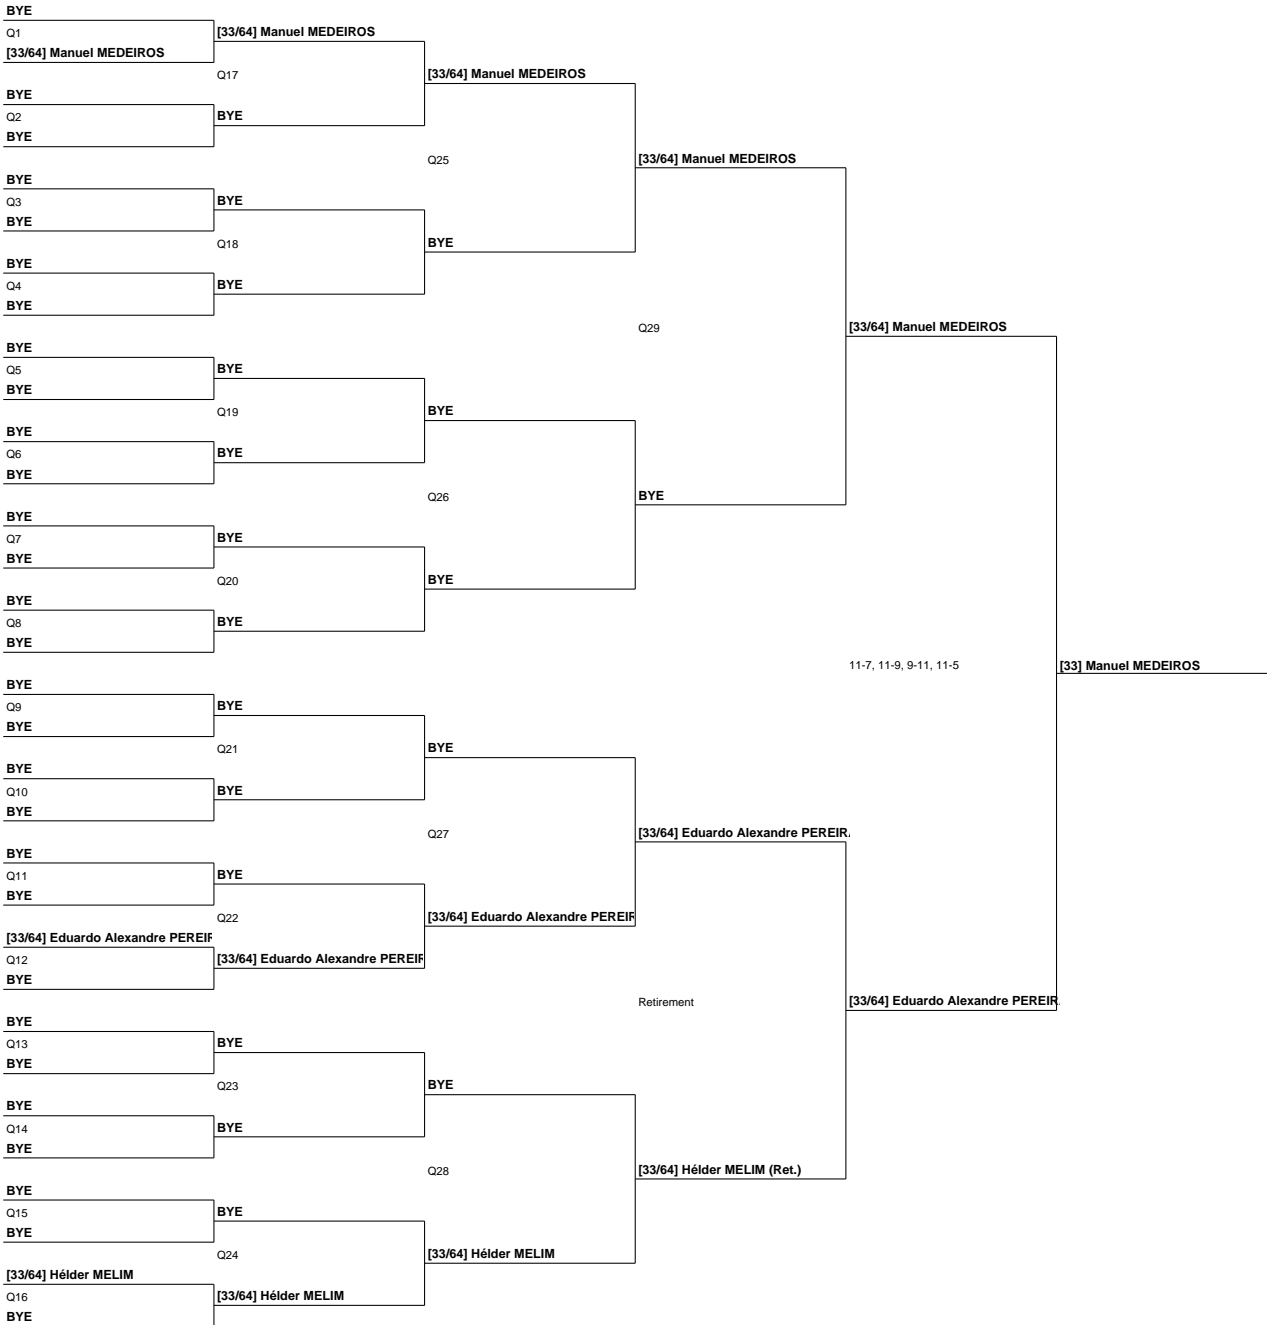 BYE
Q1
[33/64] Manuel MEDEIROS
[33/64] Manuel MEDEIROS
Q17
[33/64] Manuel MEDEIROS
BYE
Q2
BYE
BYE
Q25
[33/64] Manuel MEDEIROS
BYE
Q3
BYE
BYE
Q18
BYE
BYE
Q4
BYE
BYE
Q29
[33/64] Manuel MEDEIROS
BYE
Q5
BYE
BYE
Q19
BYE
BYE
Q6
BYE
BYE
Q26
BYE
BYE
Q7
BYE
BYE
Q20
BYE
BYE
Q8
BYE
BYE
11-7, 11-9, 9-11, 11-5
[33] Manuel MEDEIROS
BYE
Q9
BYE
BYE
Q21
BYE
BYE
Q10
BYE
BYE
Q27
[33/64] Eduardo Alexandre PEREIR
BYE
Q11
BYE
BYE
Q22
[33/64] Eduardo Alexandre PEREIR
[33/64] Eduardo Alexandre PEREIR
Q12
BYE
[33/64] Eduardo Alexandre PEREIR
Retirement
[33/64] Eduardo Alexandre PEREIR
BYE
Q13
BYE
BYE
Q23
BYE
BYE
Q14
BYE
BYE
Q28
[33/64] Hélder MELIM (Ret.)
BYE
Q15
BYE
BYE
Q24
[33/64] Hélder MELIM
[33/64] Hélder MELIM
Q16
BYE
[33/64] Hélder MELIM